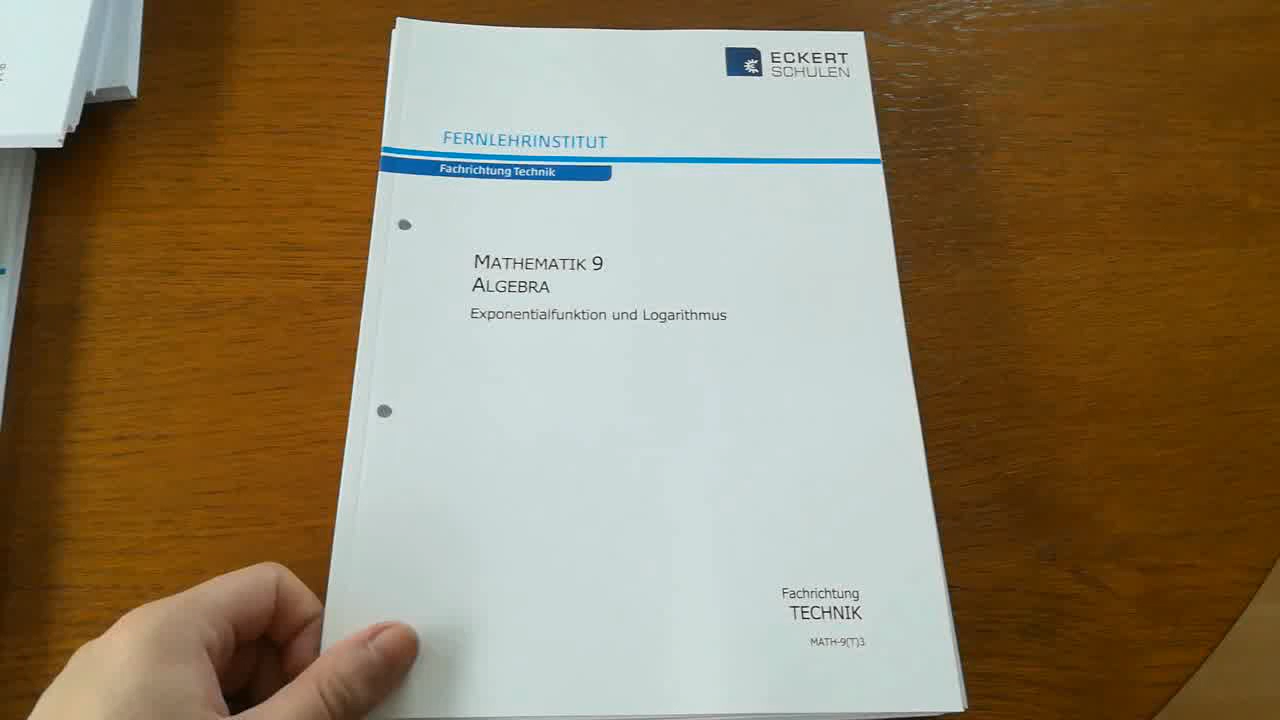 ECKERT
SCHULEN
FERNLEHRINSTITUT
Fachrichtung Technik
MATHEMATIK 9
ALGEBRA
Exponentialfunktion und Logarithmus
Fachrichtung
TECHNIK
MATH-9(T)3